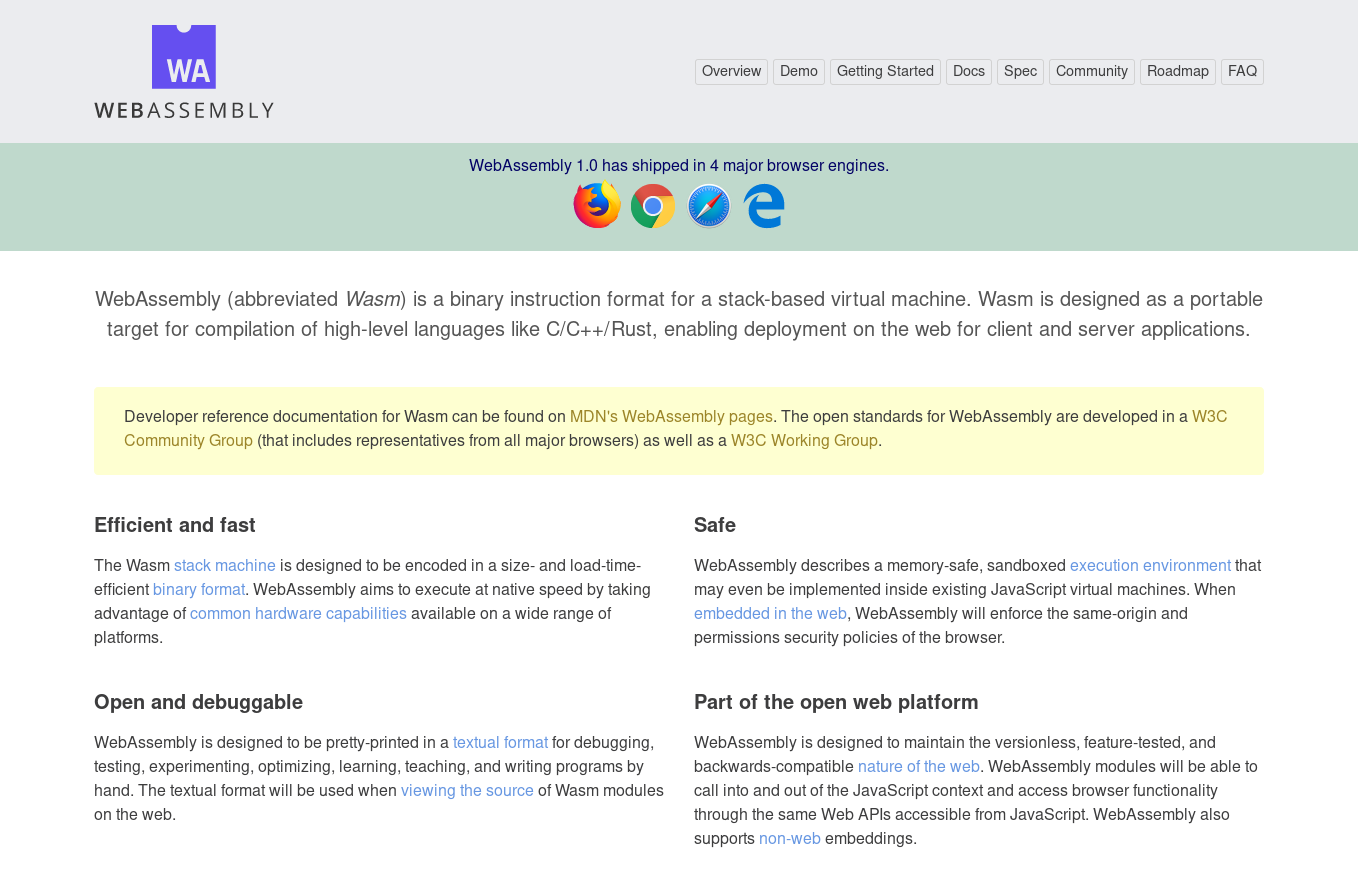 WA
WEBASSEMBLY
Overview Demo Getting Started Docs Spec Community Roadmap FAQ
WebAssembly 1.0 has shipped in 4 major browser engines.
WebAssembly (abbreviated Wasm) is a binary instruction format for a stack-based virtual machine. Wasm is designed as a portable
target for compilation of high-level languages like C/C++/Rust, enabling deployment on the web for client and server applications.
Developer reference documentation for Wasm can be found on MDN's WebAssembly pages. The open standards for WebAssembly are developed in a W3C
Community Group (that includes representatives from all major browsers) as well as a W3C Working Group.
Efficient and fast
The Wasm stack machine is designed to be encoded in a size- and load-time-
efficient binary format. WebAssembly aims to execute at native speed by taking
advantage of common hardware capabilities available on a wide range of
platforms.
Safe
WebAssembly describes a memory-safe, sandboxed execution environment that
may even be implemented inside existing JavaScript virtual machines. When
embedded in the web, WebAssembly will enforce the same-origin and
permissions security policies of the browser.
Open and debuggable
WebAssembly is designed to be pretty-printed in a textual format for debugging,
testing, experimenting, optimizing, learning, teaching, and writing programs by
hand. The textual format will be used when viewing the source of Wasm modules
on the web.
Part of the open web platform
WebAssembly is designed to maintain the versionless, feature-tested, and
backwards-compatible nature of the web. WebAssembly modules will be able to
call into and out of the JavaScript context and access browser functionality
through the same Web APIs accessible from JavaScript. WebAssembly also
supports non-web embeddings.